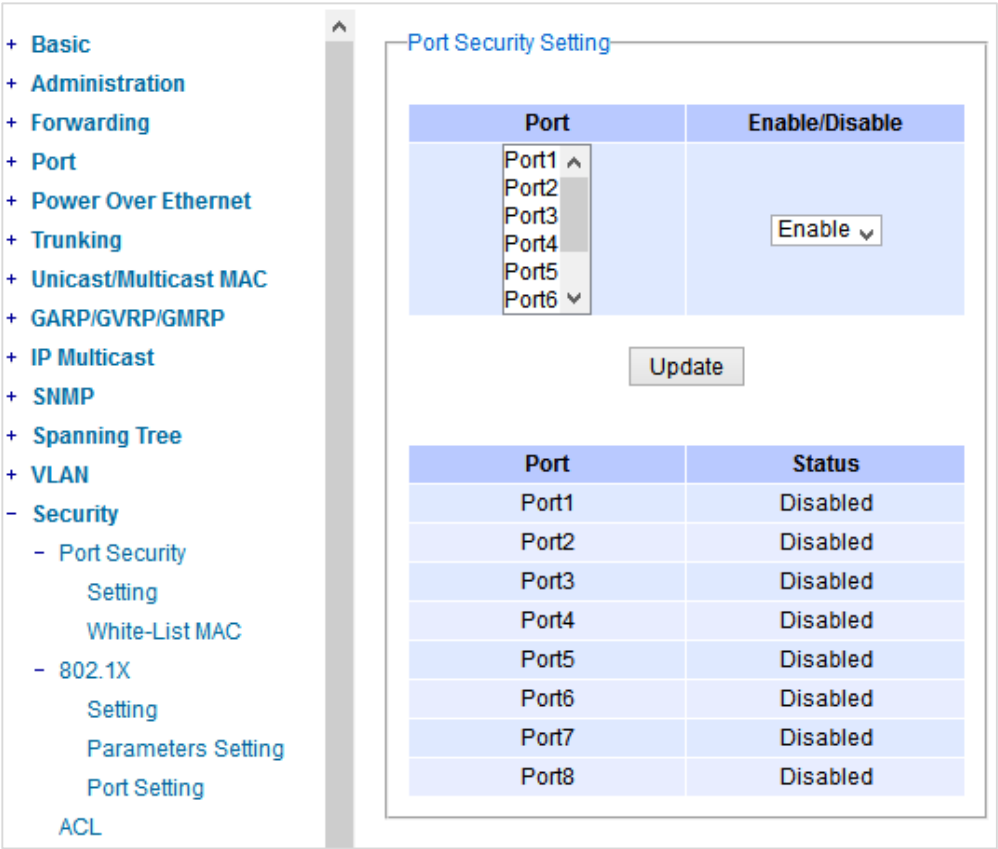 + Basic
+ Administration
+ Forwarding
+ Port
+ Power Over Ethernet
+ Trunking
+ Unicast/Multicast MAC
+ GARP/GVRP/GMRP
+ IP Multicast
+ SNMP
+ Spanning Tree
+ VLAN
- Security
- Port Security
Setting
White-List MAC
- 802.1X
Setting
Parameters Setting
Port Setting
ACL
Port Security Setting
Port Enable/Disable
Port1
Port2
Port3
Port4
Port5
Port6
Enable
Update
Port Status
Port1 Disabled
Port2 Disabled
Port3 Disabled
Port4 Disabled
Port5 Disabled
Port6 Disabled
Port7 Disabled
Port8 Disabled